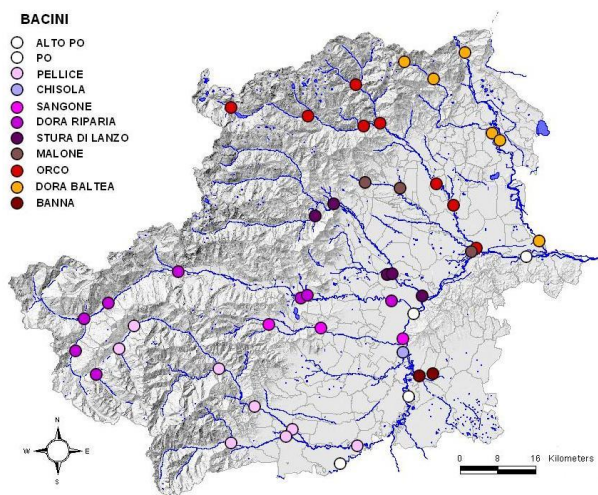 BACINI
ALTO PO
PO
PELLICE
CHISOLA
SANGONE
DORA RIPARIA
STURA DI LANZO
MALONE
ORCO
DORA BALTEA
BANNA
N
W E
S
0 8 16 Kilometers